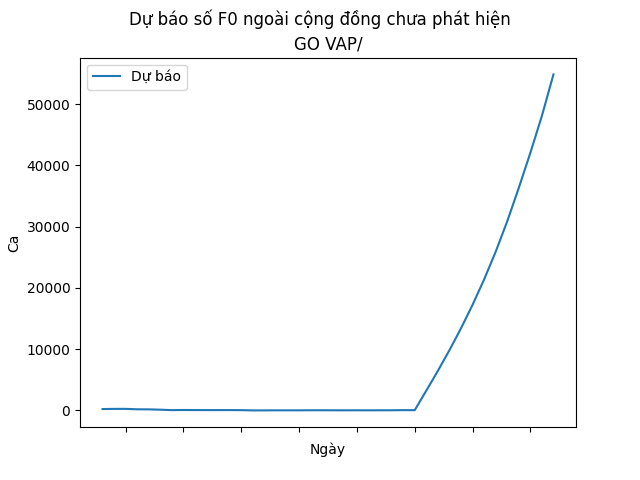 Dự báo số F0 ngoài cộng đồng chưa phát hiện
GO VAP/
Dự báo
50000
40000
30000
20000
10000
0
Ca
Ngày